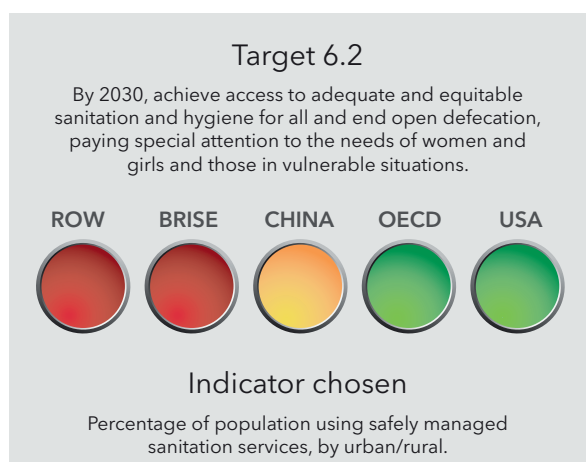 Target 6.2
By 2030, achieve access to adequate and equitable
sanitation and hygiene for all and end open defecation,
paying special attention to the needs of women and
girls and those in vulnerable situations.
ROW BRISE CHINA OECD USA
Indicator chosen
Percentage of population using safely managed
sanitation services, by urban/rural.